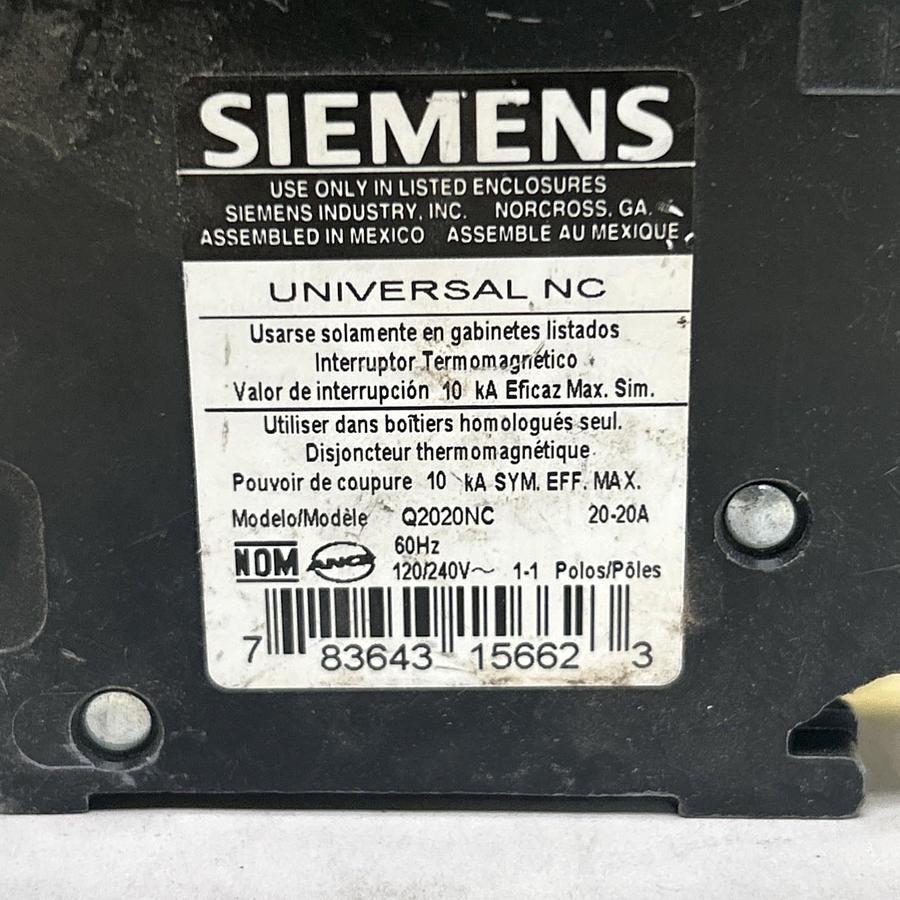 SIEMENS
USE ONLY IN LISTED ENCLOSURES
SIEMENS INDUSTRY, INC. NORCROSS, GA.
ASSEMBLED IN MEXICO ASSEMBLE AU MEXIQUE
UNIVERSAL NC
Usarse solamente en gabinetes listados
Interruptor Termomagnético
Valor de interrupción 10 kA Eficaz Max. Sim.
Utiliser dans boîtiers homologués seul.
Disjoncteur thermomagnétique
Pouvoir de coupure 10 kA SYM. EFF. MAX.
Modelo/Modèle Q2020NC 20-20A
NOM ANCE 60Hz
120/240V~ 1-1 Polos/Pôles
7 83643 15662 3